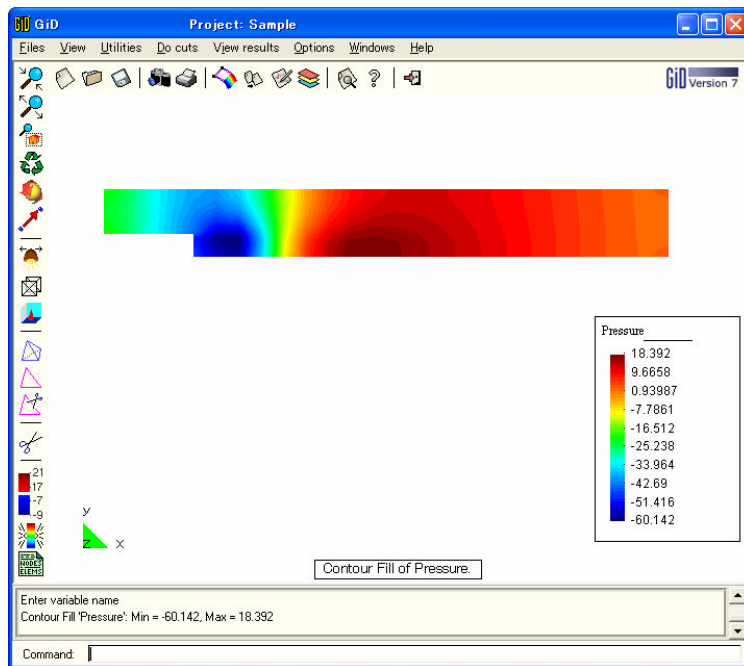 GiD GiD Project: Sample
Files View Utilities Do cuts View results Options Windows Help
GiD Version 7
Pressure
18.392
9.6658
0.93987
-7.7861
-16.512
-25.238
-33.964
-42.69
-51.416
-60.142
21
17
-7
-9
NODES
ELEMS
y
z x
Contour Fill of Pressure.
Enter variable name
Contour Fill 'Pressure': Min = -60.142, Max = 18.392
Command: